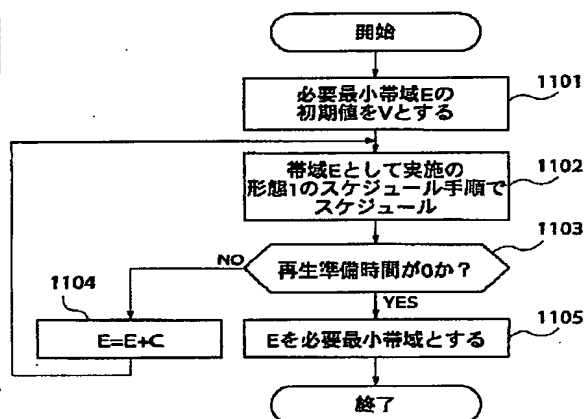 開始
必要最小帯域Eの
初期値をVとする
1101
帯域Eとして実施の
形態1のスケジュール手順で
スケジュール
1102
再生準備時間が0か?
1103
NO
YES
1104
E=E+C
Eを必要最小帯域とする
1105
終了